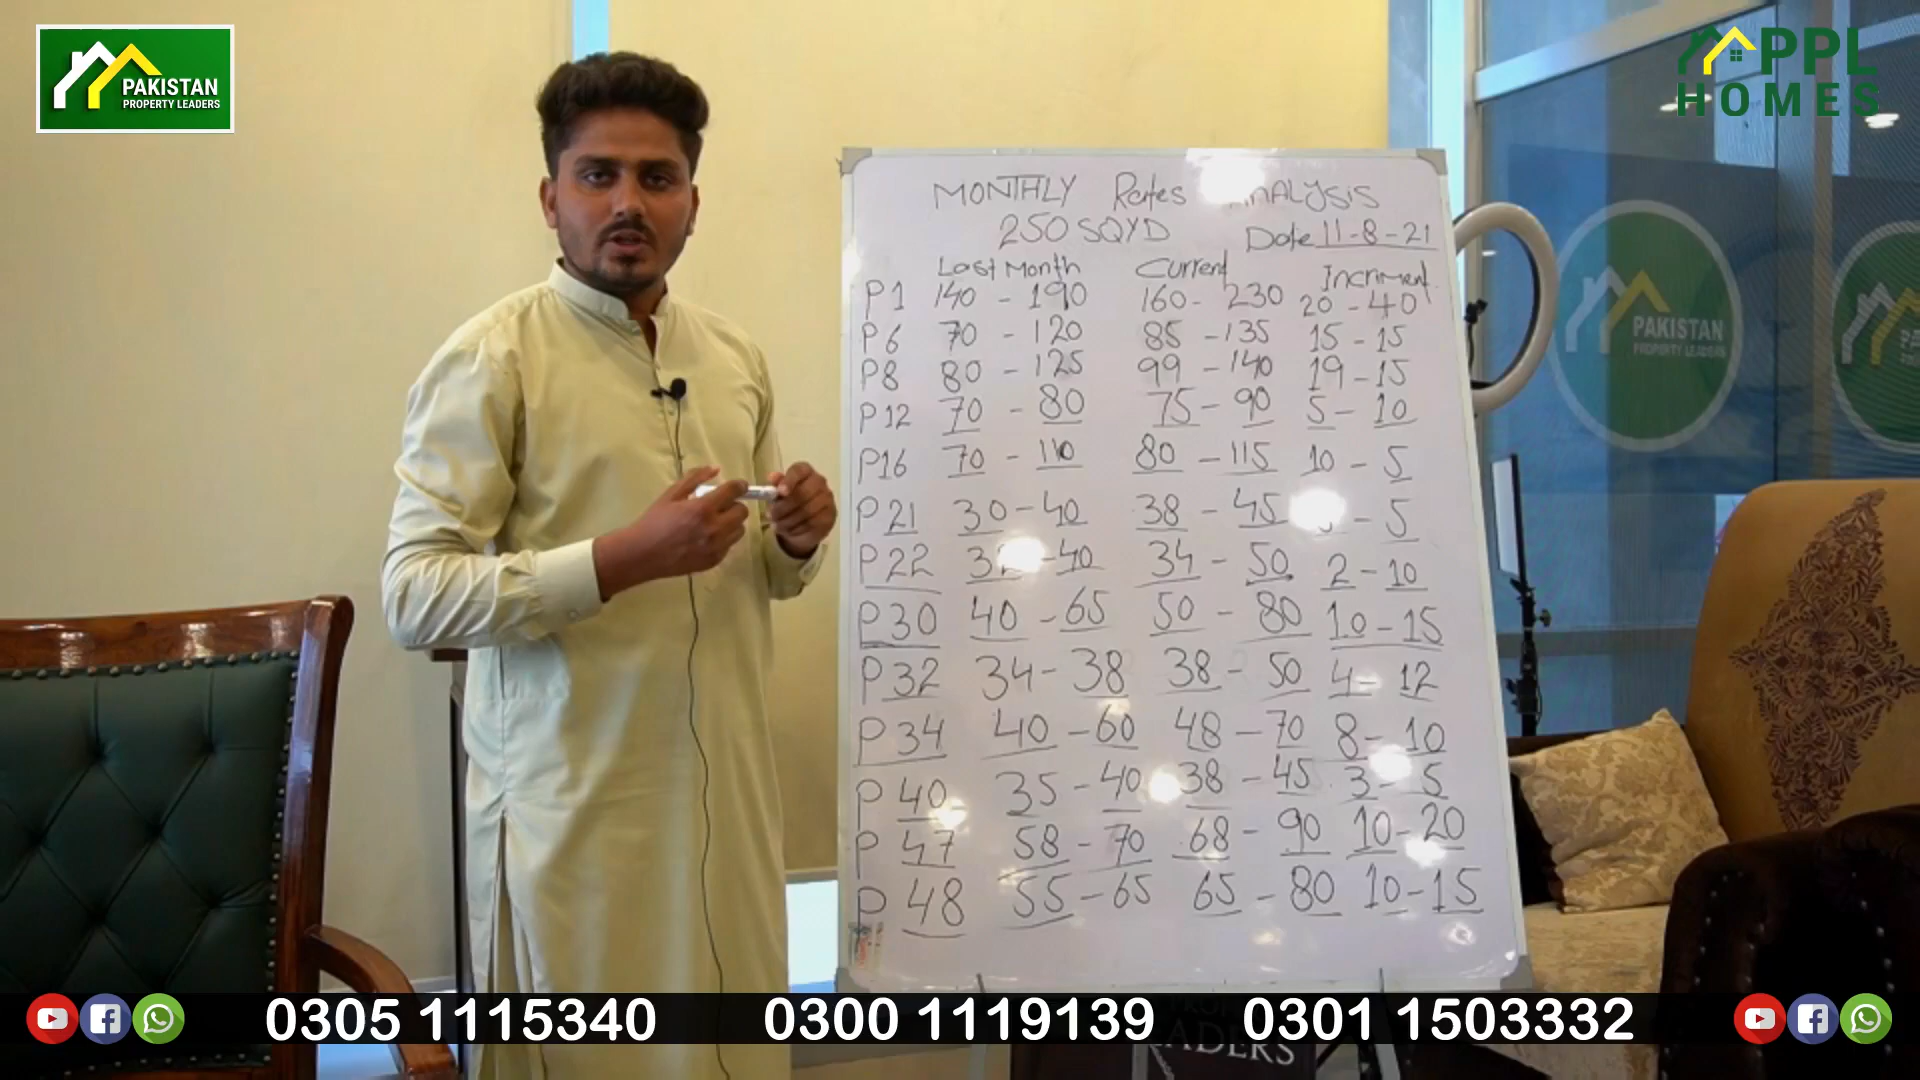 PAKISTAN
PROPERTY LEADERS
PPL
HOMES
MONTHLY Rates ANALYSIS
250 SQYD Date 11-8-21
Last Month Current Incriment
P1 140 - 190 160 - 230 20 - 40
P6 70 - 120 85 - 135 15 - 15
P8 80 - 125 99 - 140 19 - 15
P12 70 - 80 75 - 90 5 - 10
P16 70 - 110 80 - 115 10 - 5
P21 30 - 40 38 - 45 - 5
P22 - 40 34 - 50 2 - 10
P30 40 - 65 50 - 80 10 - 15
P32 34 - 38 38 - 50 4 - 12
P34 40 - 60 48 - 70 8 - 10
P40 35 - 40 38 - 45 3 - 5
P47 58 - 70 68 - 90 10 - 20
P48 55 - 65 65 - 80 10 - 15
PAKISTAN
PROPERTY LEADERS
0305 1115340 0300 1119139 0301 1503332